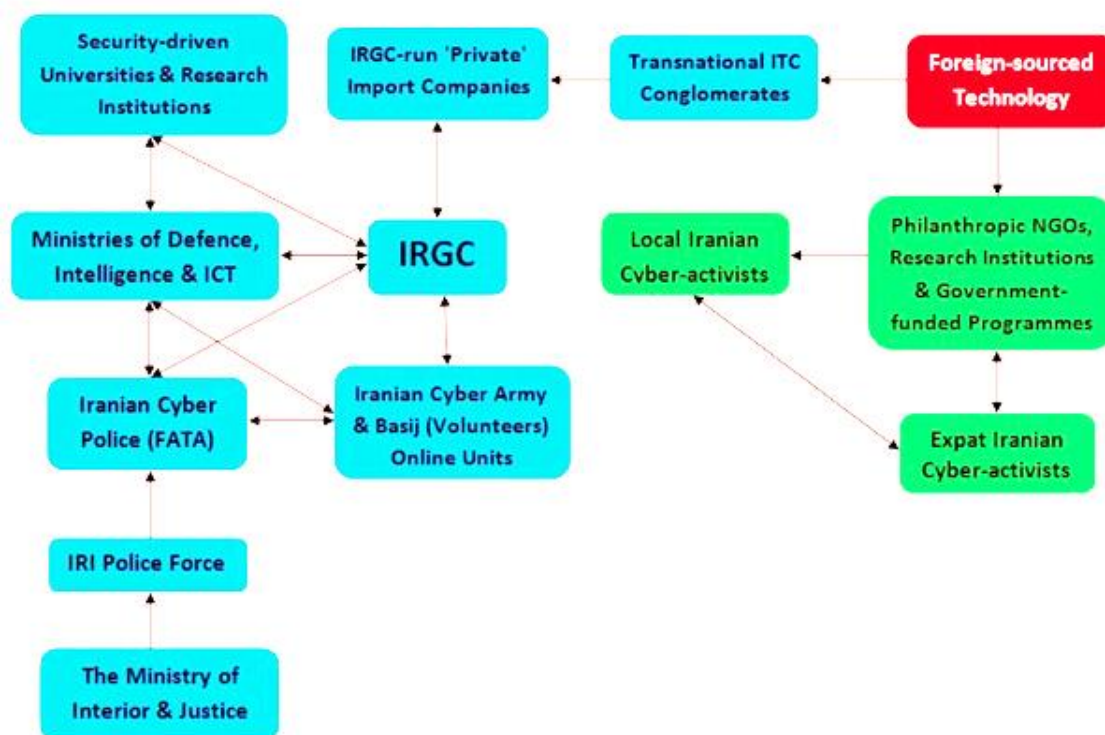 Security-driven
Universities & Research
Institutions
IRGC-run 'Private'
Import Companies
Transnational ITC
Conglomerates
Foreign-sourced
Technology
Ministries of Defence,
Intelligence & ICT
IRGC
Local Iranian
Cyber-activists
Philanthropic NGOs,
Research Institutions
& Government-
funded Programmes
Iranian Cyber
Police (FATA)
Iranian Cyber Army
& Basij (Volunteers)
Online Units
Expat Iranian
Cyber-activists
IRI Police Force
The Ministry of
Interior & Justice